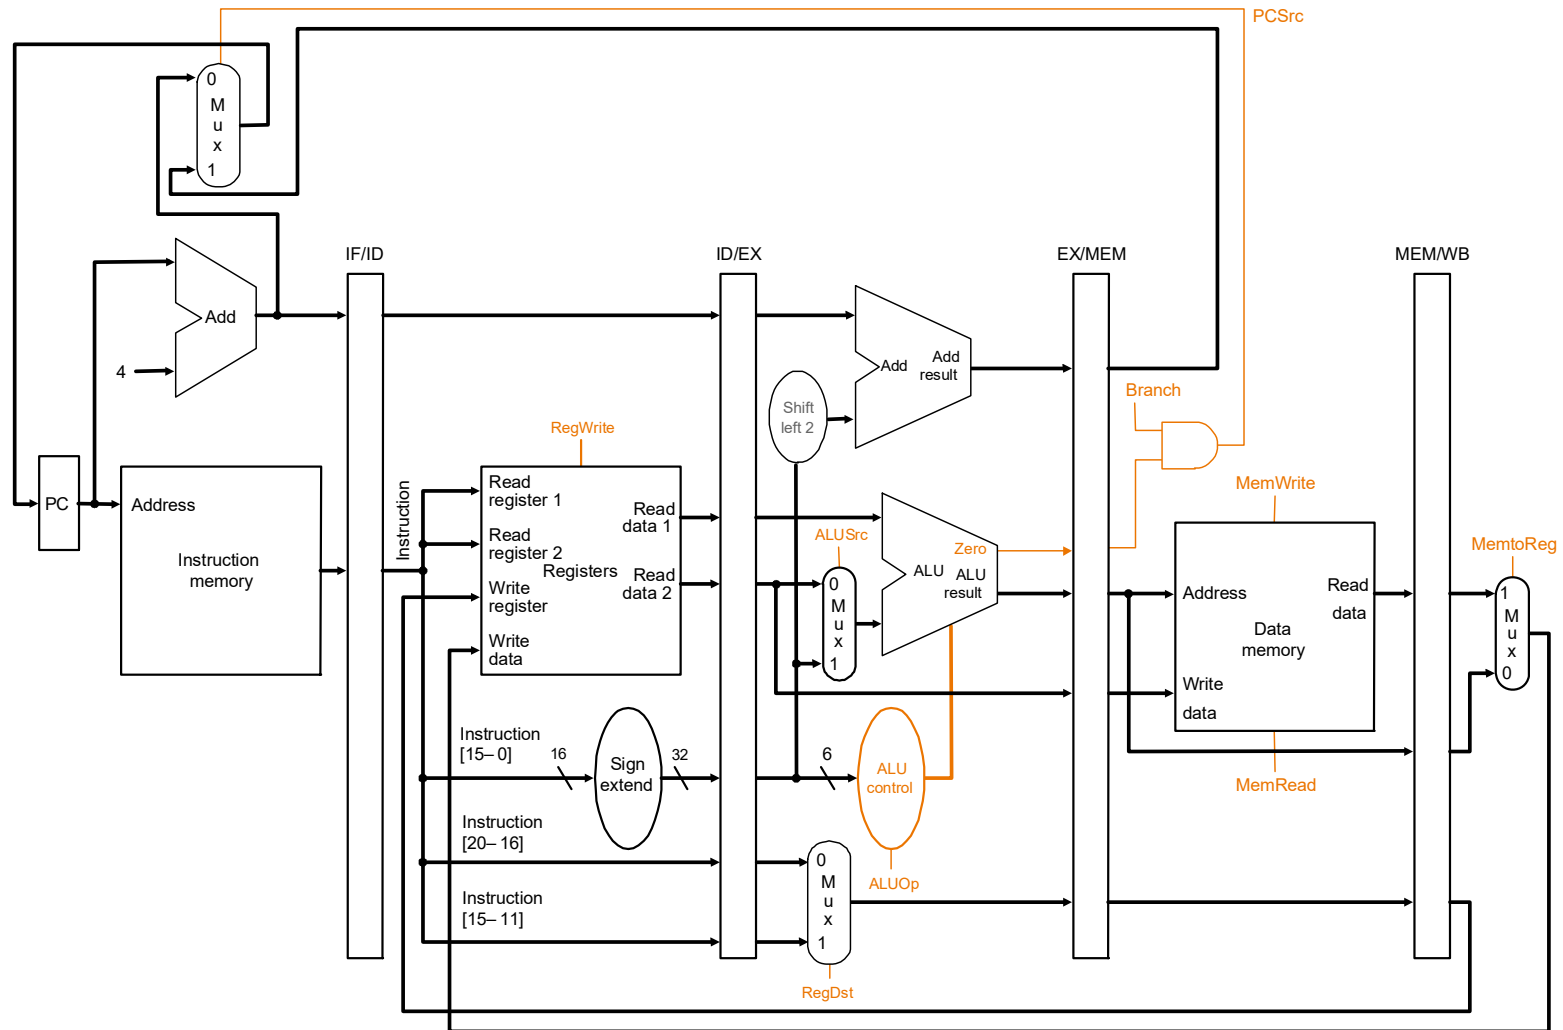 PCSrc
0
M
u
x
1
IF/ID
ID/EX
EX/MEM
MEM/WB
Add
4
Add
Add
result
Shift
left 2
Branch
RegWrite
PC
Address
Instruction
memory
Instruction
Read
register 1
Read
register 2
Write
register
Write
data
Registers
Read
data 1
Read
data 2
ALUSrc
0
M
u
x
1
Zero
ALU
ALU
result
MemWrite
Address
Read
data
Data
memory
Write
data
MemRead
MemtoReg
1
M
u
x
0
Instruction
[15– 0]
16
Sign
extend
32
6
ALU
control
ALUOp
Instruction
[20– 16]
Instruction
[15– 11]
0
M
u
x
1
RegDst